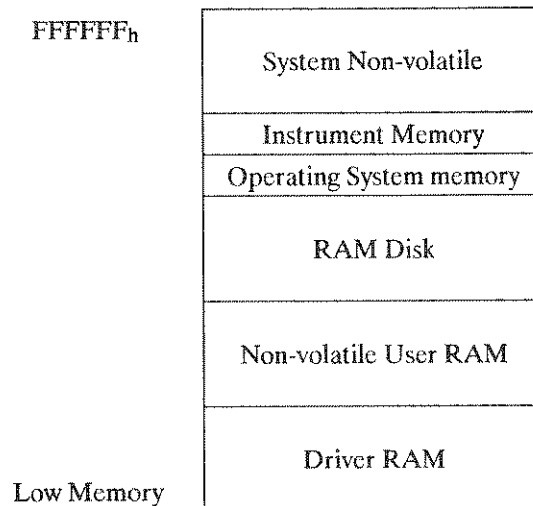 FFFFFFh
System Non-volatile
Instrument Memory
Operating System memory
RAM Disk
Non-volatile User RAM
Driver RAM
Low Memory